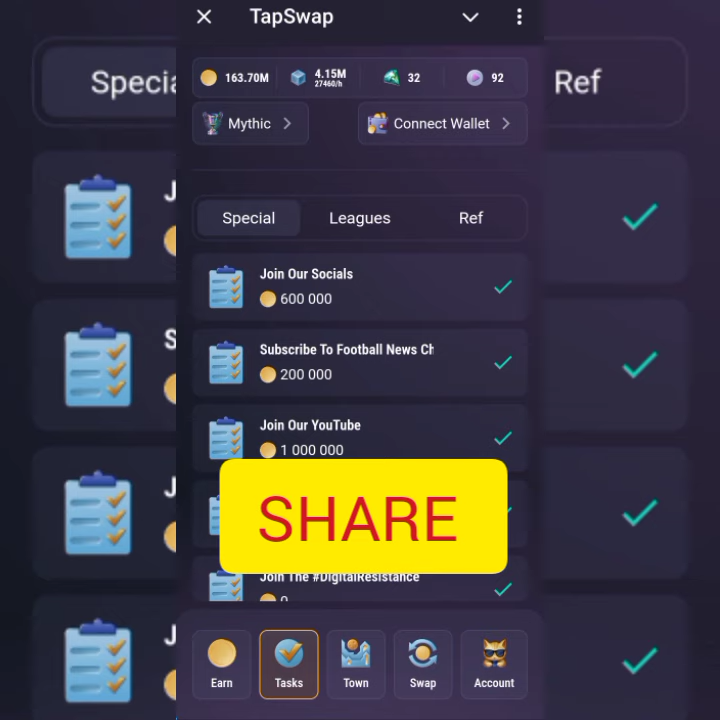 TapSwap
163.70M
4.15M
27460/h
32
92
Mythic
Connect Wallet
Specia
Ref
Special
Leagues
Ref
Join Our Socials
600 000
Subscribe To Football News Ch
200 000
Join Our YouTube
1 000 000
SHARE
Join The #DigitalResistance
0
Earn
Tasks
Town
Swap
Account